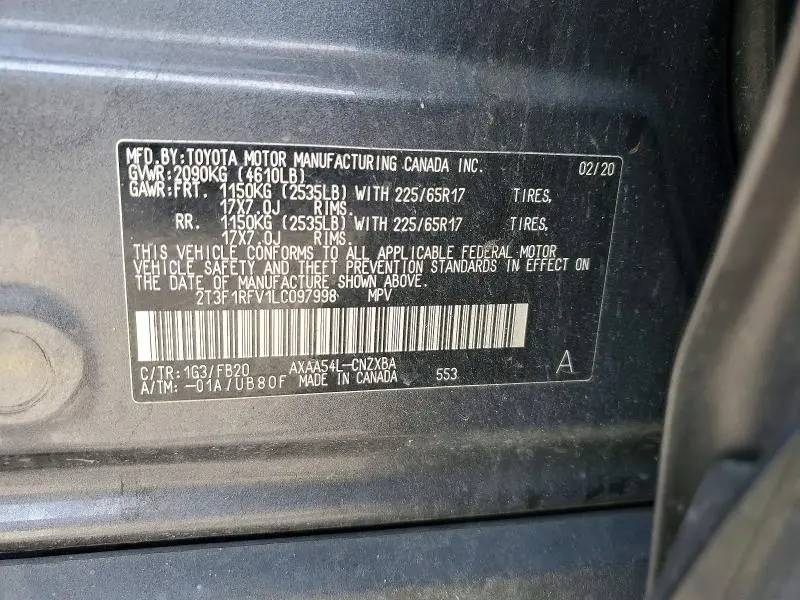 MFD.BY:TOYOTA MOTOR MANUFACTURING CANADA INC. 02/20
GVWR:2090KG (4610LB)
GAWR:FRT. 1150KG (2535LB) WITH 225/65R17 TIRES,
17X7.0J RIMS.
RR. 1150KG (2535LB) WITH 225/65R17 TIRES,
17X7.0J RIMS.
THIS VEHICLE CONFORMS TO ALL APPLICABLE FEDERAL MOTOR
VEHICLE SAFETY AND THEFT PREVENTION STANDARDS IN EFFECT ON
THE DATE OF MANUFACTURE SHOWN ABOVE.
2T3F1RFV1LC097998 MPV
C/TR:1G3/FB20 AXAA54L-CNZXBA
A/TM:-01A/UB80F MADE IN CANADA 553 A